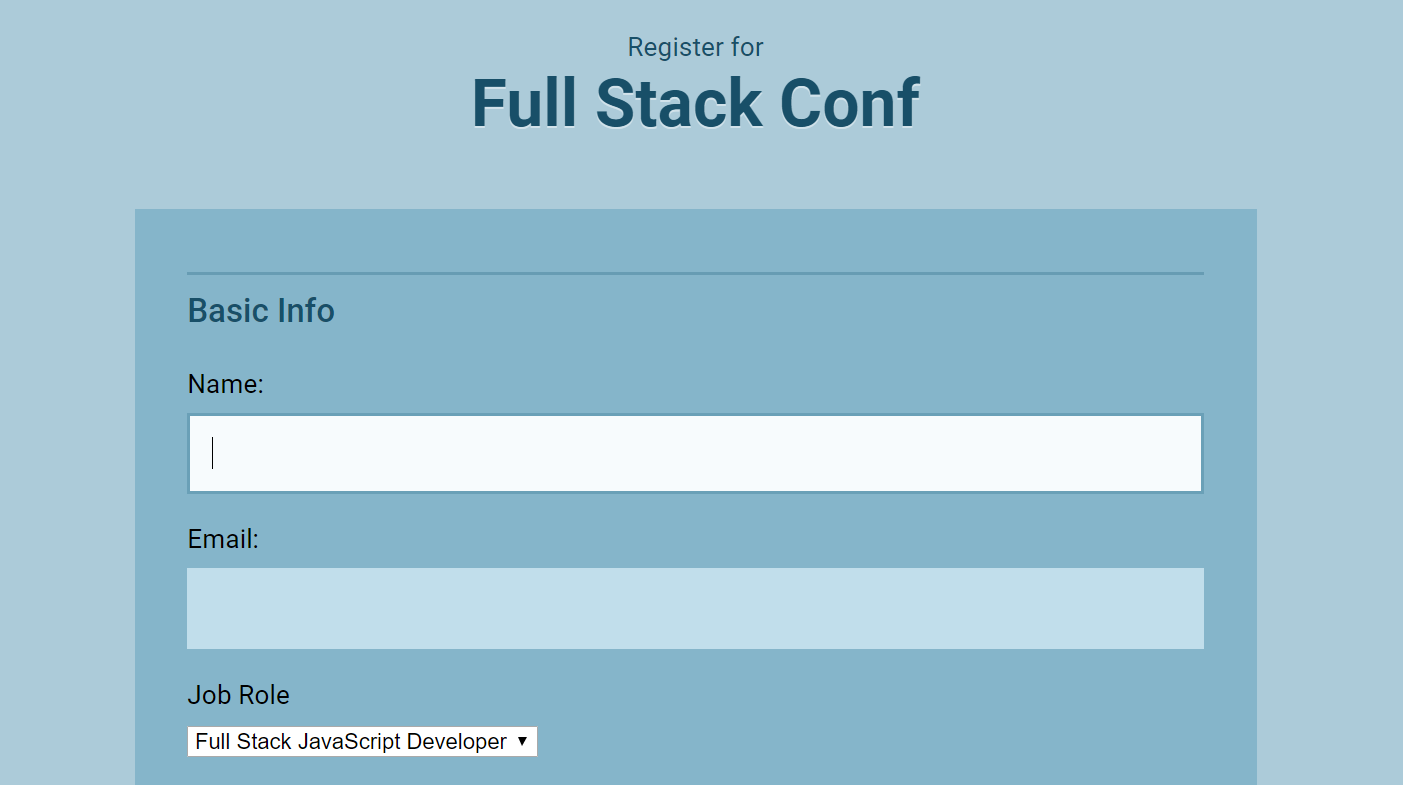 Register for
Full Stack Conf
Basic Info
Name:
Email:
Job Role
Full Stack JavaScript Developer